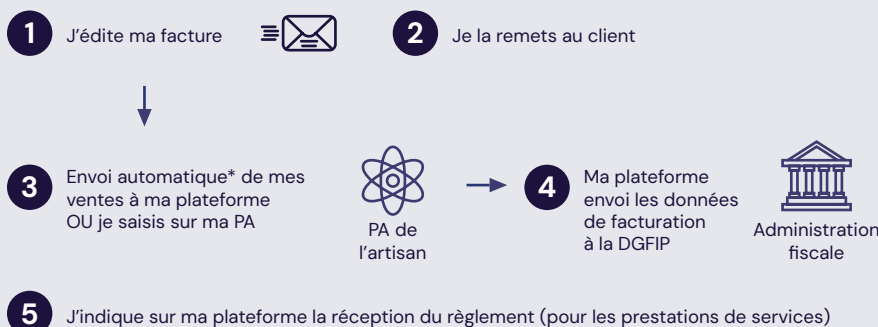 1 J'édite ma facture
2 Je la remets au client
3 Envoi automatique* de mes
ventes à ma plateforme
OU je saisis sur ma PA
PA de
l'artisan
4 Ma plateforme
envoi les données
de facturation
à la DGFIP
Administration
fiscale
5 J'indique sur ma plateforme la réception du règlement (pour les prestations de services)